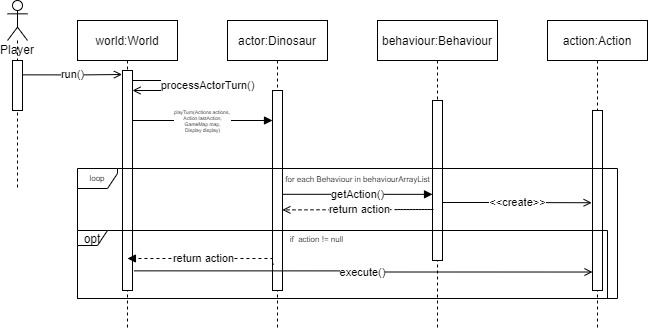 Player
world:World
actor:Dinosaur
behaviour:Behaviour
action:Action
run()
processActorTurn()
playTurn(Actions actions,
Action lastAction,
GameMap map,
Display display)
loop
for each Behaviour in behaviourArrayList
getAction()
<<create>>
return action
opt
if action != null
return action
execute()